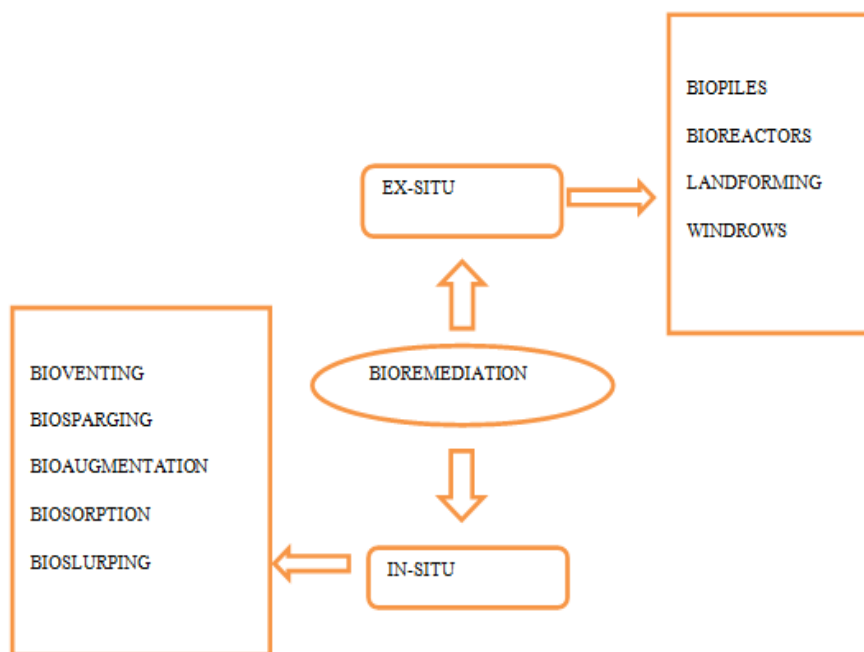 BIOPILES
BIOREACTORS
LANDFORMING
WINDROWS
EX-SITU
BIOREMEDIATION
BIOVENTING
BIOSPARGING
BIOAUGMENTATION
BIOSORPTION
BIOSLURPING
IN-SITU